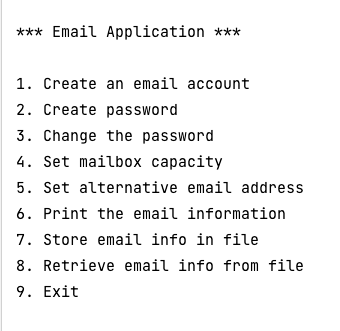 *** Email Application ***
1. Create an email account
2. Create password
3. Change the password
4. Set mailbox capacity
5. Set alternative email address
6. Print the email information
7. Store email info in file
8. Retrieve email info from file
9. Exit